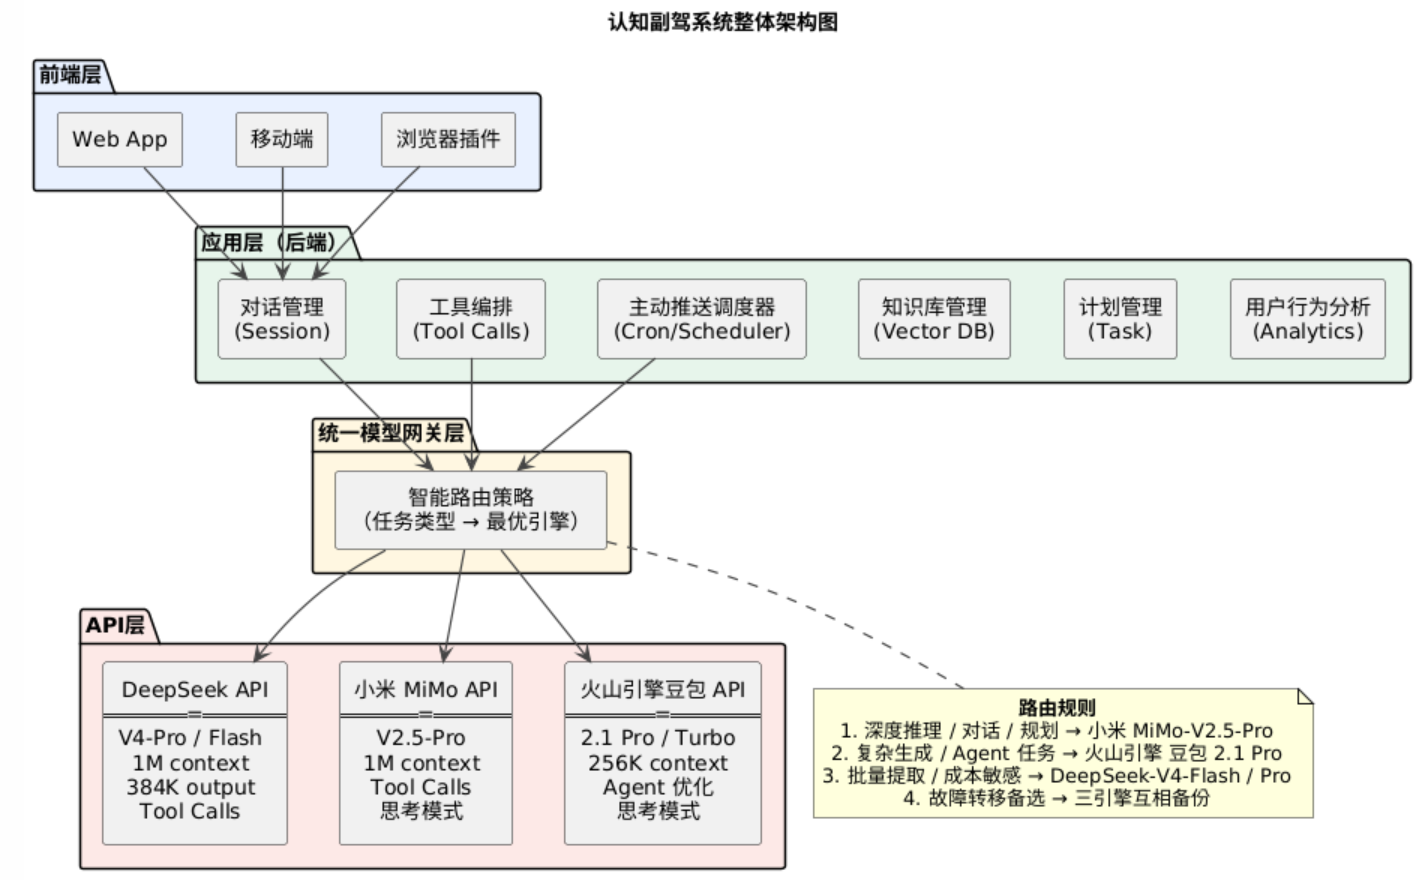 认知副驾系统整体架构图
前端层
Web App
移动端
浏览器插件
应用层（后端）
对话管理
(Session)
工具编排
(Tool Calls)
主动推送调度器
(Cron/Scheduler)
知识库管理
(Vector DB)
计划管理
(Task)
用户行为分析
(Analytics)
统一模型网关层
智能路由策略
（任务类型 → 最优引擎）
API层
DeepSeek API
=
V4-Pro / Flash
1M context
384K output
Tool Calls
小米 MiMo API
=
V2.5-Pro
1M context
Tool Calls
思考模式
火山引擎豆包 API
=
2.1 Pro / Turbo
256K context
Agent 优化
思考模式
路由规则
1. 深度推理 / 对话 / 规划 → 小米 MiMo-V2.5-Pro
2. 复杂生成 / Agent 任务 → 火山引擎 豆包 2.1 Pro
3. 批量提取 / 成本敏感 → DeepSeek-V4-Flash / Pro
4. 故障转移备选 → 三引擎互相备份